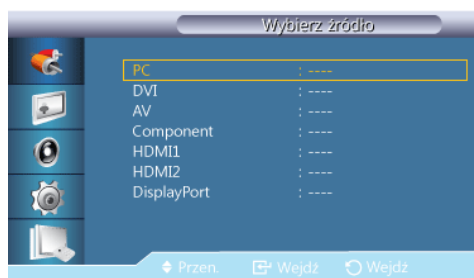 Wybierz źródło
PC : ----
DVI : ----
AV : ----
Component : ----
HDMI1 : ----
HDMI2 : ----
DisplayPort : ----
Przen. Wejdź Wejdź